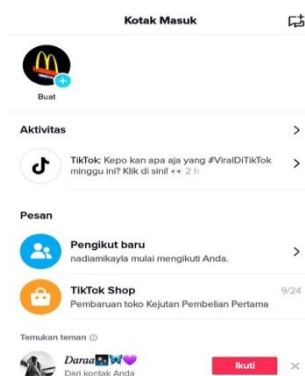 Kotak Masuk
Buat
Aktivitas
TikTok: Kepo kan apa aja yang #ViralDiTikTok
minggu ini? Klik di sini! 👀 2 h
Pesan
Pengikut baru
nadiamikayla mulai mengikuti Anda.
TikTok Shop
9/24
Pembaruan toko Kejutan Pembelian Pertama
Temukan teman
Daraa🌃🦋💜
Dari kontak Anda
Ikuti